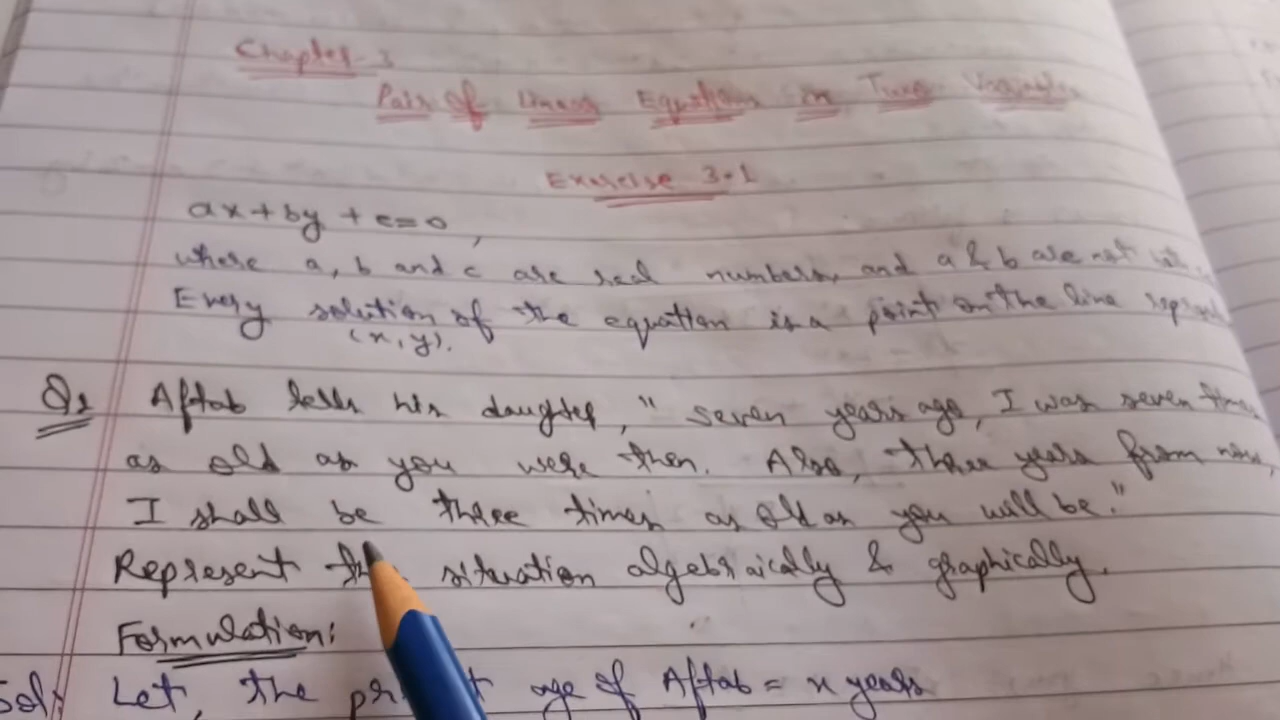 Chapter-3
Pair of Linear Equations in Two Variables
Exercise 3.1
ax+by+c=0,
where a, b and c are real numbers, and a & b are not
Every solution of the equation is a point on the line
(x,y).
Q1 Aftab tells his daughter, "seven years ago, I was seven times
as old as you were then. Also, three years from now,
I shall be three times as old as you will be."
Represent situation algebraically & graphically.
Formulation:
Sol: Let, the age of Aftab = x years